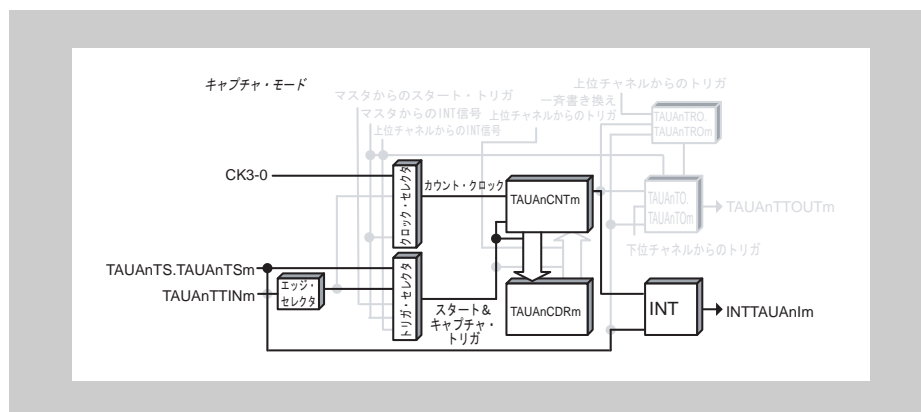 キャプチャ・モード
上位チャネルからのトリガ
マスタからのスタート・トリガ
一斉書き換え
マスタからのINT信号
上位チャネルからのトリガ
上位チャネルからのINT信号
TAUAnTRO.
TAUAnTROm
CK3-0
クロック・セレクタ
カウント・クロック
TAUAnCNTm
TAUAnTO.
TAUAnTOm
TAUAnTTOUTm
下位チャネルからのトリガ
TAUAnTS.TAUAnTSm
エッジ・
セレクタ
TAUAnTTINm
トリガ・セレクタ
スタート&
キャプチャ・
トリガ
TAUAnCDRm
INT
INTTAUAnIm